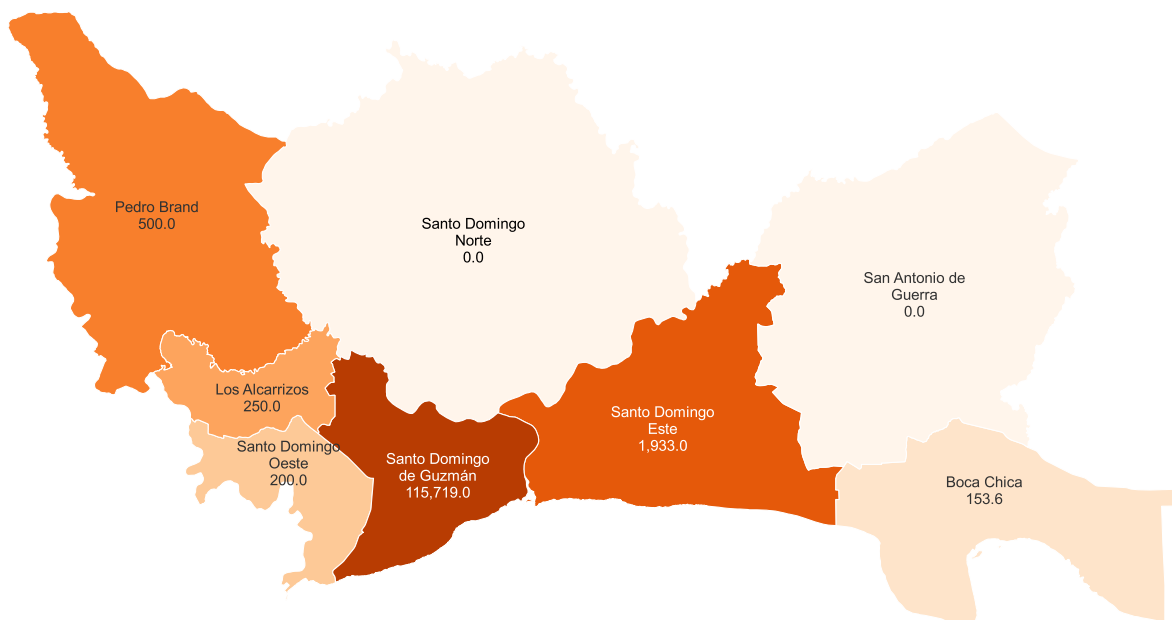 Pedro Brand
500.0
Santo Domingo
Norte
0.0
San Antonio de
Guerra
0.0
Los Alcarrizos
250.0
Santo Domingo
Este
1,933.0
Santo Domingo
Oeste
200.0
Santo Domingo
de Guzmán
115,719.0
Boca Chica
153.6